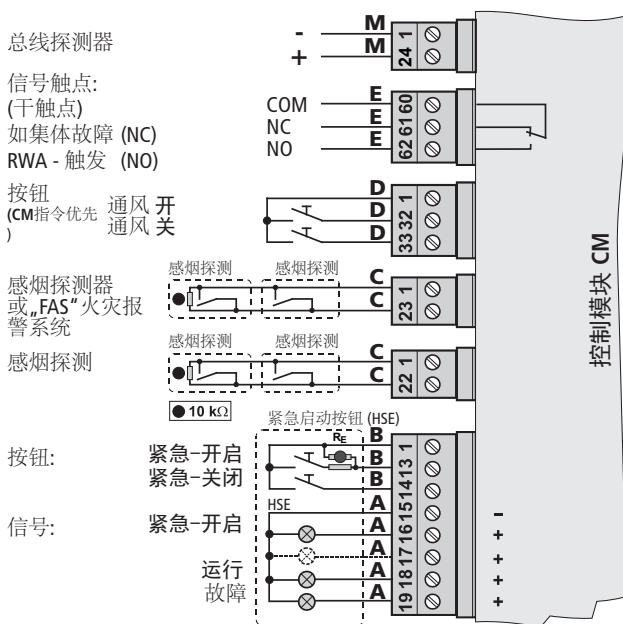 总线探测器
-
+
M
M
24 1
信号触点:
(干触点)
如集体故障 (NC)
RWA - 触发 (NO)
COM
NC
NO
E
E
E
62 61 60
按钮
(CM指令优先
)
通风 开
通风 关
D
D
D
33 32 1
感烟探测器
或„FAS"火灾报
警系统
感烟探测 感烟探测
C
C
23 1
感烟探测
感烟探测 感烟探测
C
C
22 1
10 kΩ
紧急启动按钮 (HSE)
按钮:
紧急-开启
紧急-关闭
RE
B
B
B
HSE
信号:
紧急-开启
运行
故障
A
A
A
A
A
19 18 17 16 15 14 13 1
-
+
+
+
+
控制模块 CM